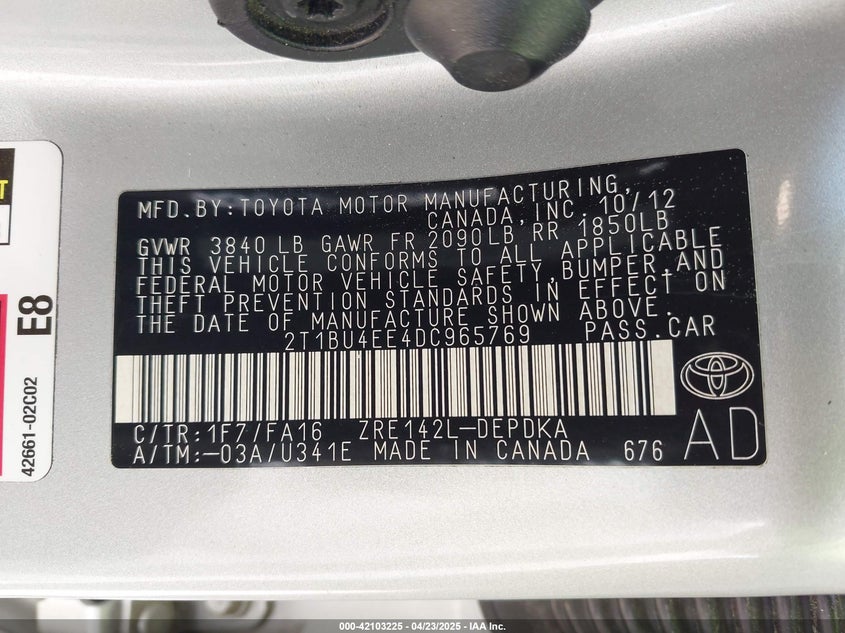 MFD.BY:TOYOTA MOTOR MANUFACTURING,
CANADA,INC. 10/12
GVWR 3840LB GAWR FR 2090LB RR 1850LB
THIS VEHICLE CONFORMS TO ALL APPLICABLE
FEDERAL MOTOR VEHICLE SAFETY,BUMPER,AND
THEFT PREVENTION STANDARDS IN EFFECT ON
THE DATE OF MANUFACTURE SHOWN ABOVE.
2T1BU4EE4DC965769 PASS.CAR
C/TR:1F7/FA16 ZRE142L-DEPDKA
A/TM:-03A/U341E MADE IN CANADA 676
AD
E8
42661-02C02
000-42103225 - 04/23/2025 - IAA Inc.